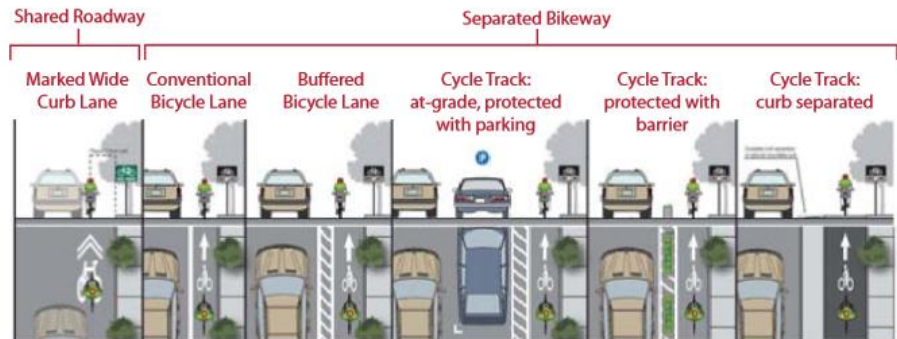 Shared Roadway
Separated Bikeway
Marked Wide
Curb Lane
Conventional
Bicycle Lane
Buffered
Bicycle Lane
Cycle Track:
at-grade, protected
with parking
Cycle Track:
protected with
barrier
Cycle Track:
curb separated
P